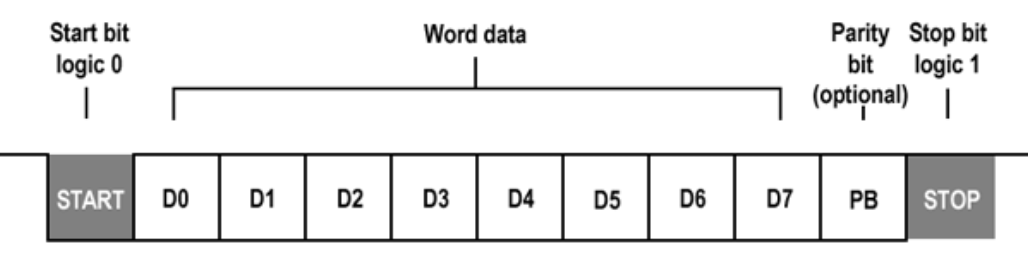 Start bit
logic 0
Word data
Parity
bit
(optional)
Stop bit
logic 1
START D0 D1 D2 D3 D4 D5 D6 D7 PB STOP